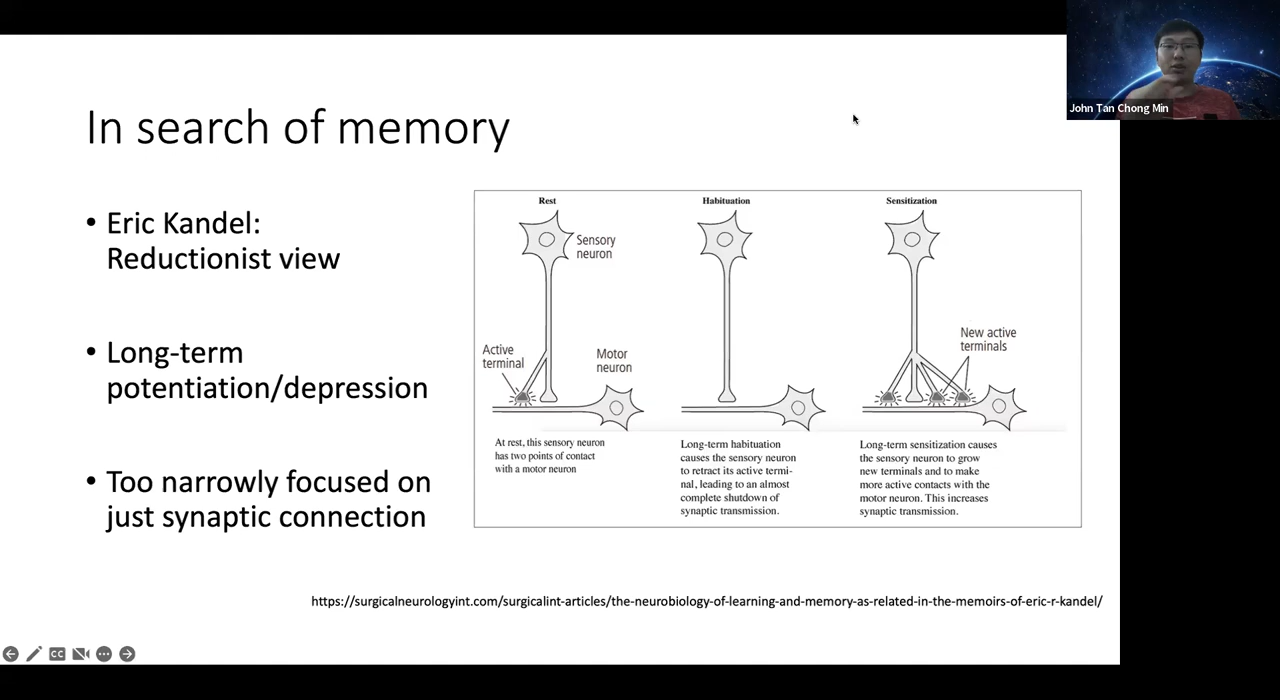 John Tan Chong Min
In search of memory
• Eric Kandel:
Reductionist view
• Long-term
potentiation/depression
• Too narrowly focused on
just synaptic connection
Rest
Habituation
Sensitization
Sensory
neuron
Active
terminal
Motor
neuron
New active
terminals
At rest, this sensory neuron
has two points of contact
with a motor neuron
Long-term habituation
causes the sensory neuron
to retract its active termi-
nal, leading to an almost
complete shutdown of
synaptic transmission.
Long-term sensitization causes
the sensory neuron to grow
new terminals and to make
more active contacts with the
motor neuron. This increases
synaptic transmission.
https://surgicalneurologyint.com/surgicalint-articles/the-neurobiology-of-learning-and-memory-as-related-in-the-memoirs-of-eric-r-kandel/
CC